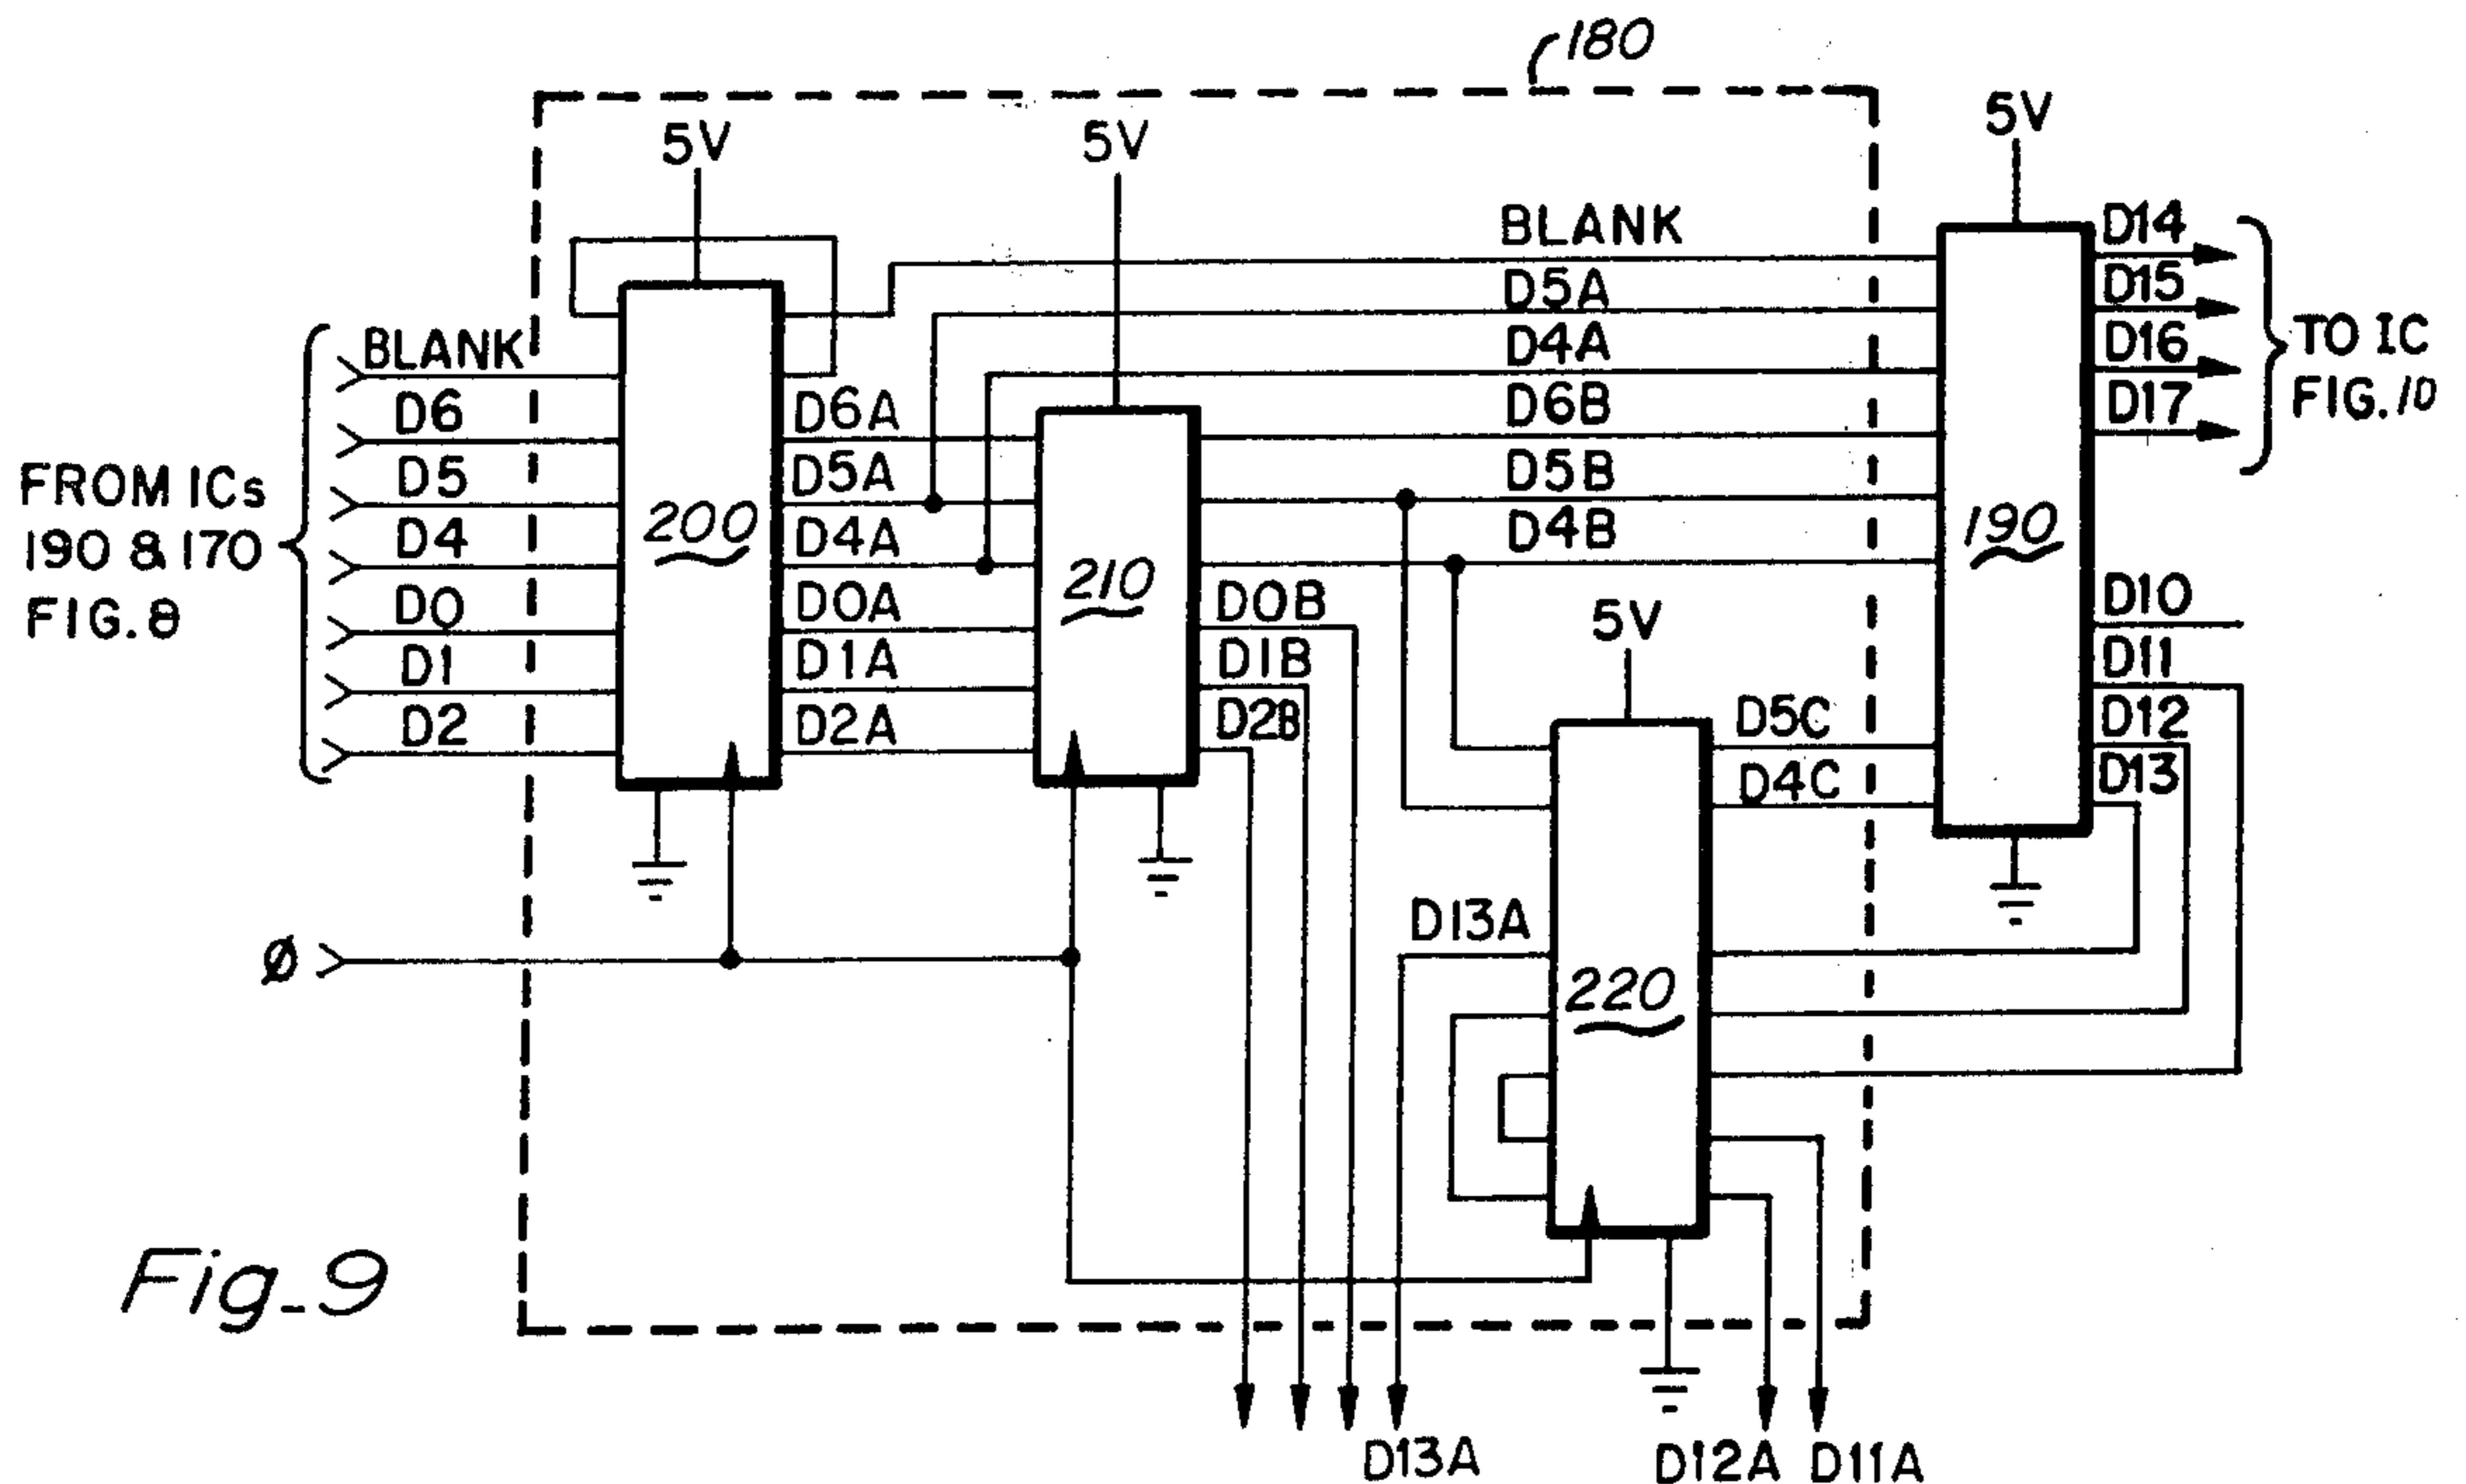 180
5V
5V
5V
BLANK
D5A
D4A
D6B
D5B
D4B
D14
D15
D16
D17
TO IC
FIG. 10
BLANK
D6
D5
D4
D0
D1
D2
FROM ICs
190 & 170
FIG. 8
200
D6A
D5A
D4A
D0A
D1A
D2A
210
D0B
D1B
D2B
190
D10
D11
D12
D13
5V
D5C
D4C
D13A
220
Ø
Fig-9
D13A
D12A
D11A